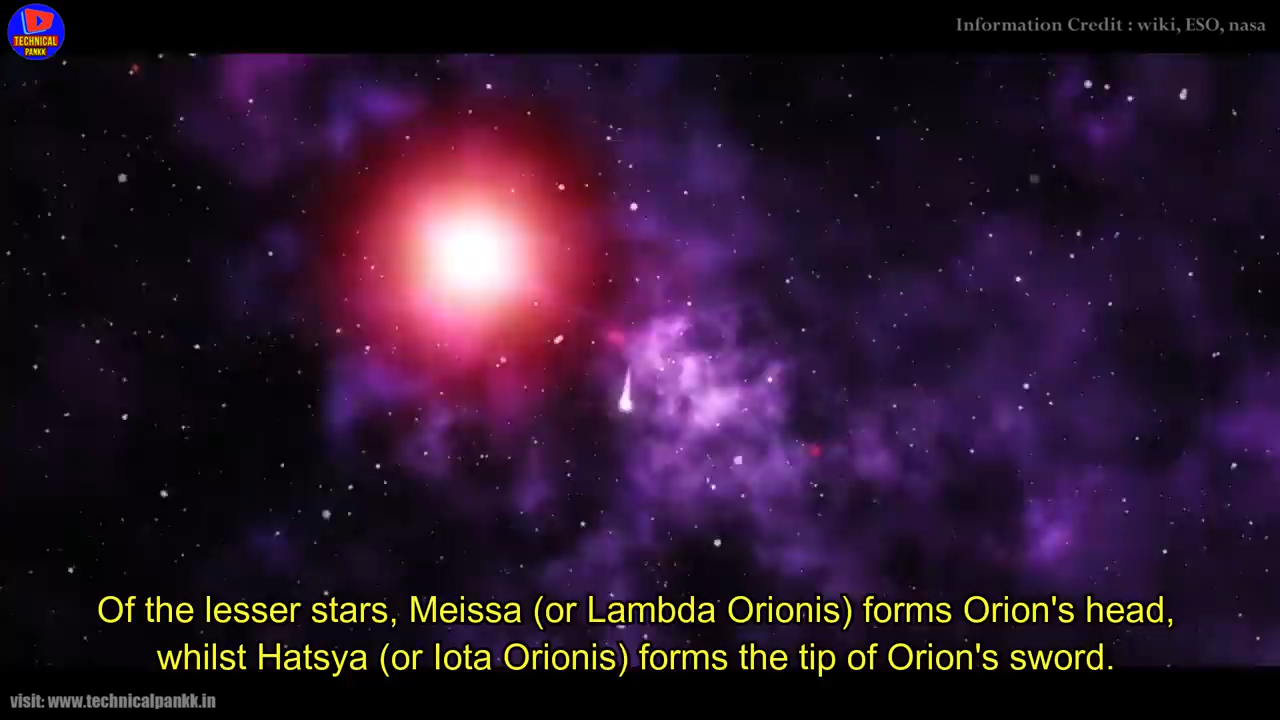 TECHNICAL
PANKK
Information Credit : wiki, ESO, nasa
Of the lesser stars, Meissa (or Lambda Orionis) forms Orion's head,
whilst Hatsya (or Iota Orionis) forms the tip of Orion's sword.
visit: www.technicalpankk.in